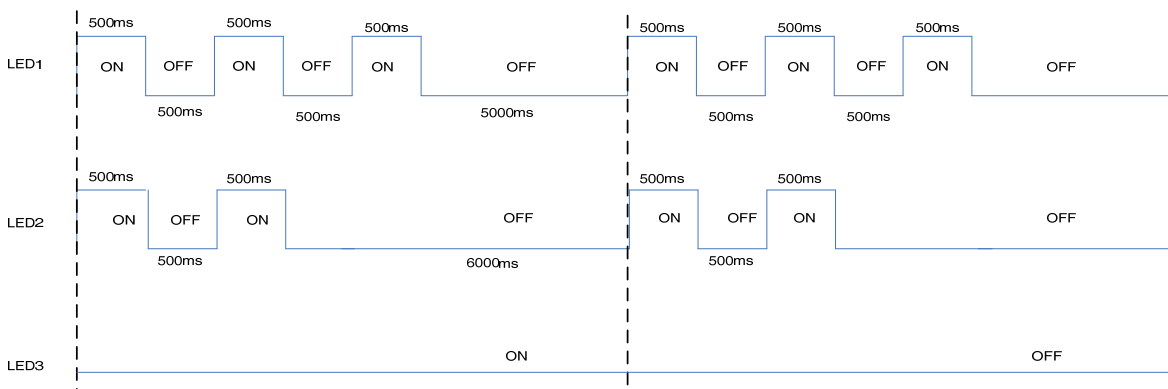 500ms 500ms 500ms 500ms 500ms 500ms
LED1 ON OFF ON OFF ON OFF ON OFF ON OFF ON OFF
500ms 500ms 5000ms 500ms 500ms
500ms 500ms 500ms 500ms
LED2 ON OFF ON OFF ON OFF ON OFF
500ms 6000ms 500ms
LED3 ON OFF